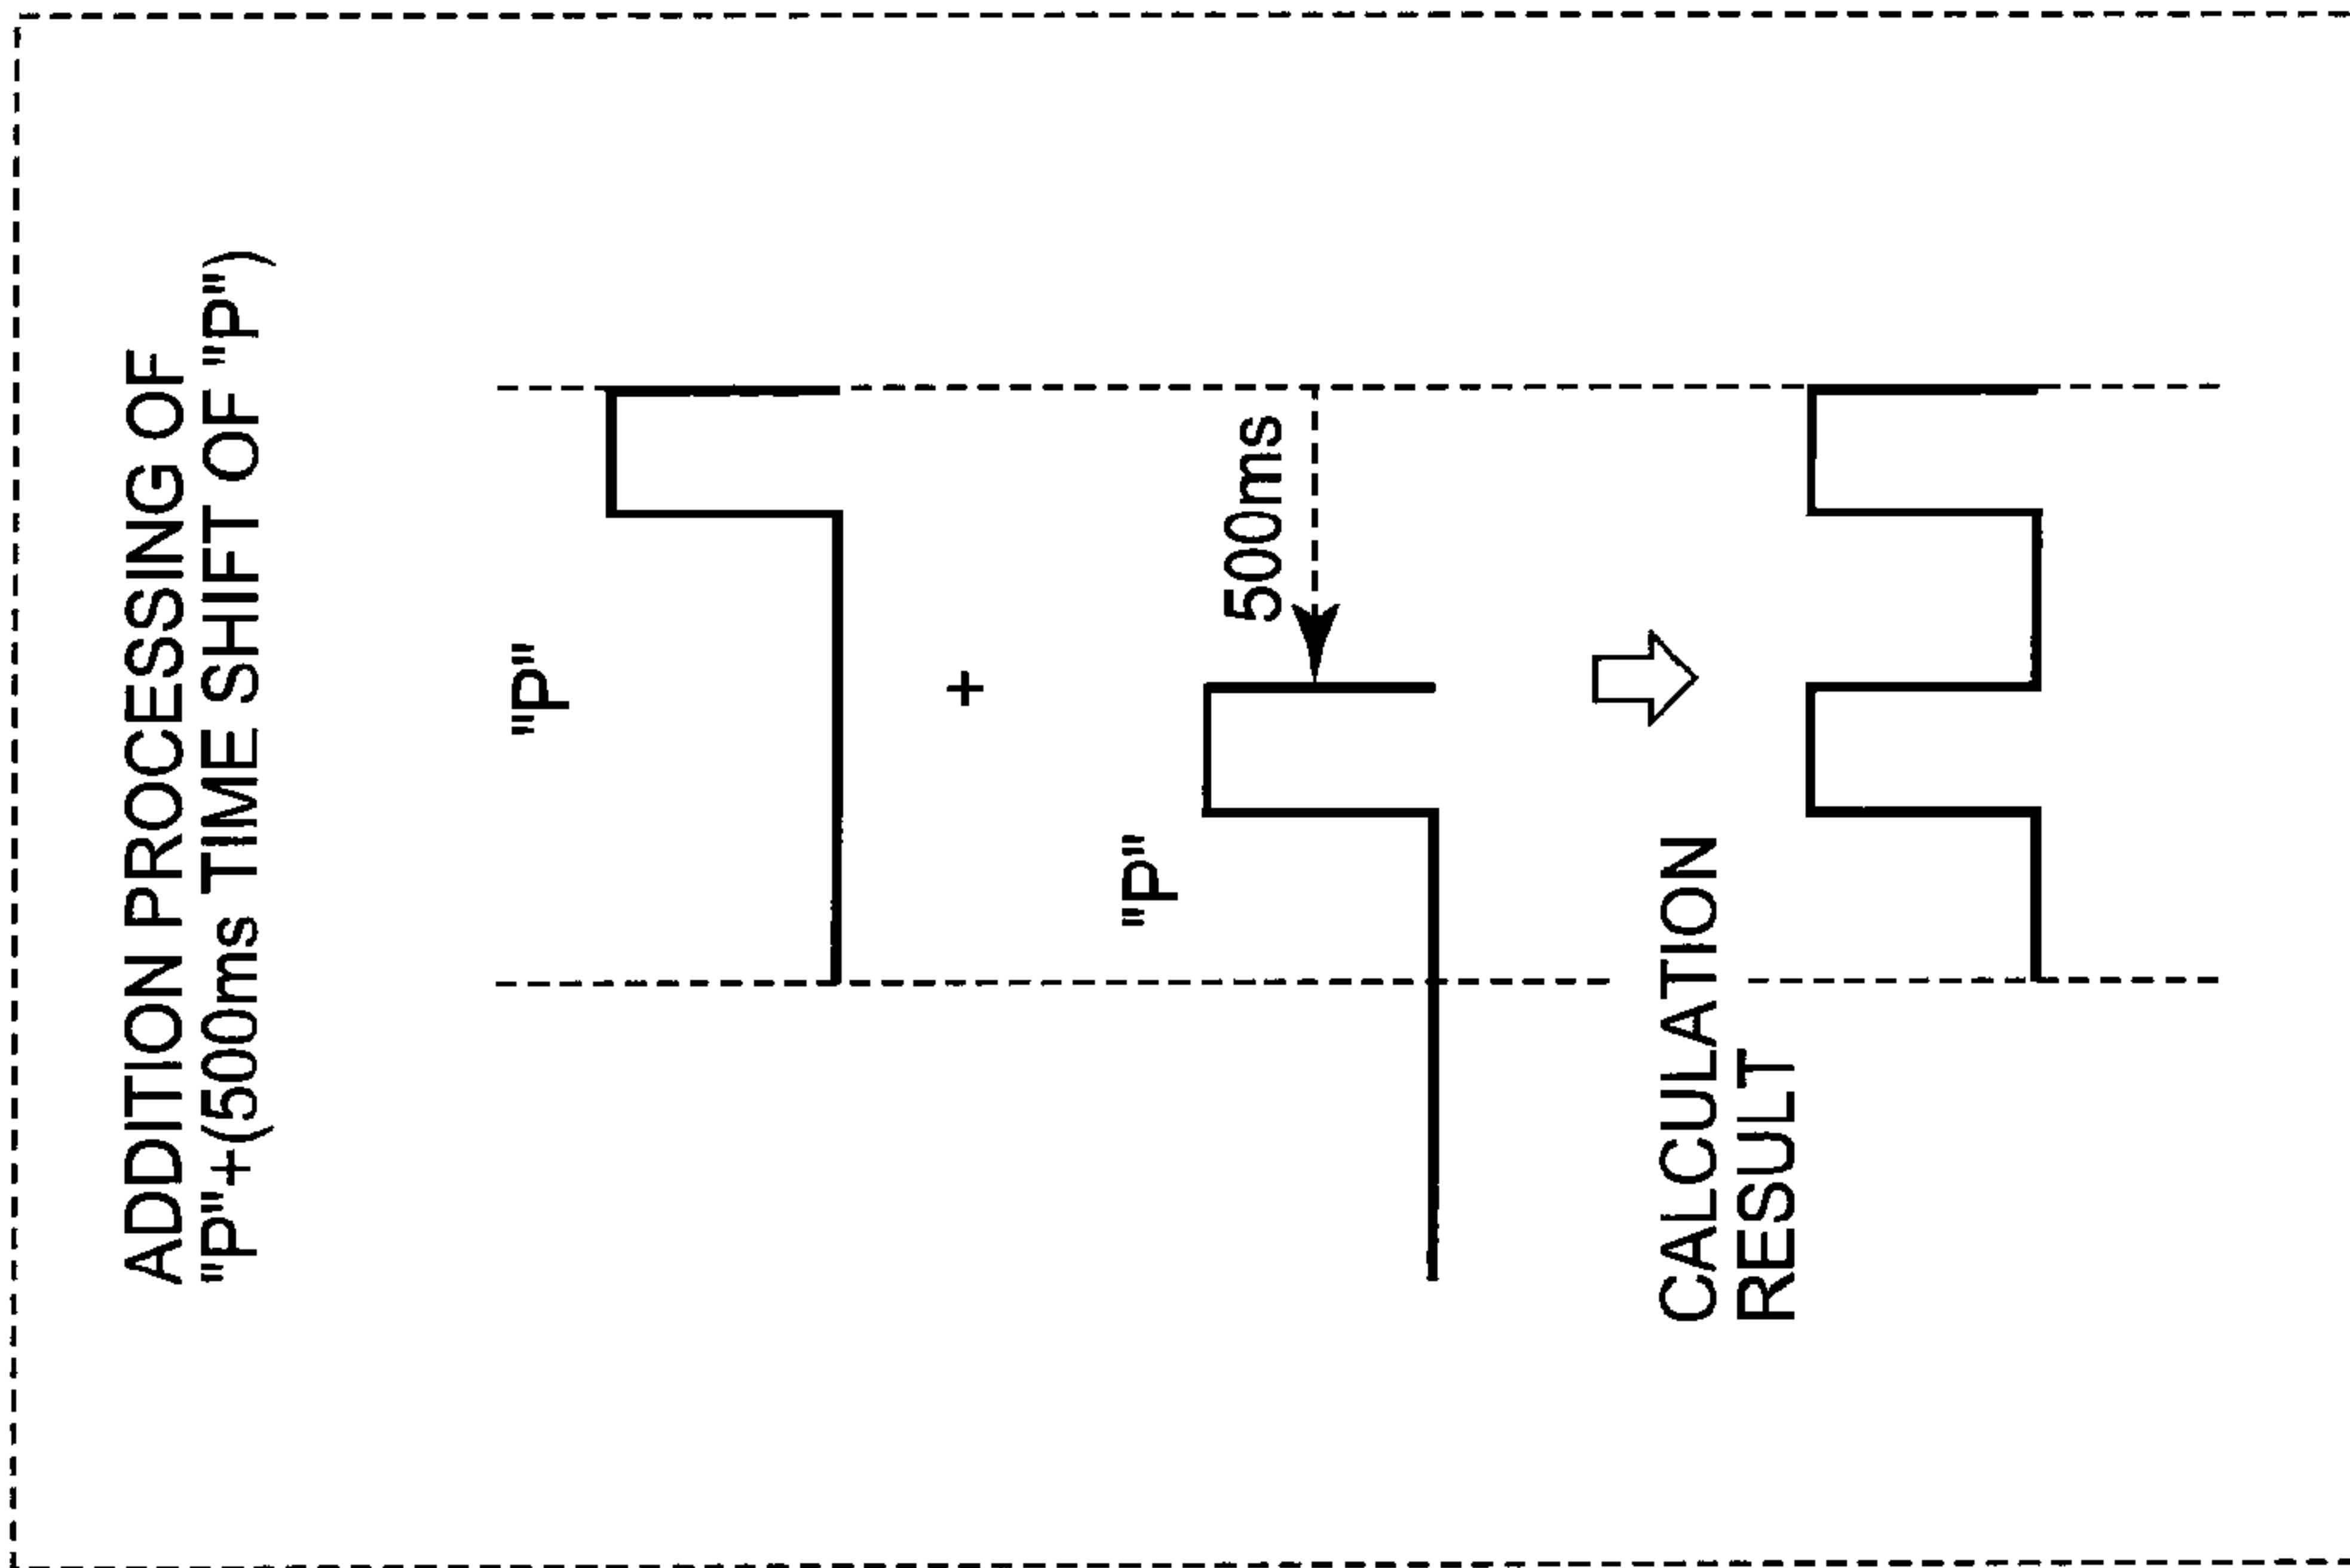 ADDITION PROCESSING OF
"P"+(500ms TIME SHIFT OF "P")
"P"
+
"P"
500ms
CALCULATION
RESULT